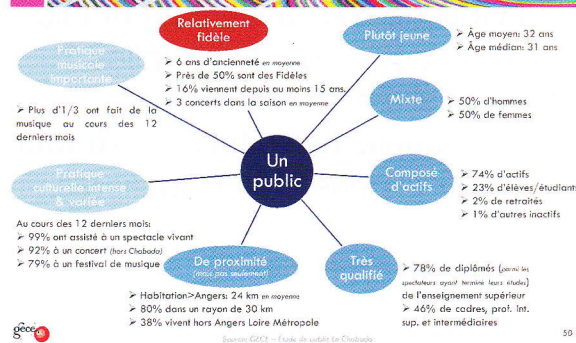 Relativement
fidèle
➢ 6 ans d'ancienneté en moyenne
➢ Près de 50% sont des Fidèles
➢ 16% viennent depuis au moins 15 ans
➢ 3 concerts dans la saison en moyenne
Plutôt jeune
➢ Âge moyen: 32 ans
➢ Âge médian: 31 ans
Pratique
musicale
importante
➢ Plus d'1/3 ont fait de la
musique au cours des 12
derniers mois
Mixte
➢ 50% d'hommes
➢ 50% de femmes
Un
public
Pratique
culturelle intense
& variée
Au cours des 12 derniers mois:
➢ 99% ont assisté à un spectacle vivant
➢ 92% à un concert (hors Chabada)
➢ 79% à un festival de musique
Composé
d'actifs
➢ 74% d'actifs
➢ 23% d'élèves/étudiants
➢ 2% de retraités
➢ 1% d'autres inactifs
De proximité
(mais pas seulement)
➢ Habitation>Angers: 24 km en moyenne
➢ 80% dans un rayon de 30 km
➢ 38% vivent hors Angers Loire Métropole
Très
qualifié
➢ 78% de diplômés (parmi les
spectateurs ayant terminé leurs études)
de l'enseignement supérieur
➢ 46% de cadres, prof. Int.
sup. et intermédiaires
gece
Source: GECE – Etude de public Le Chabada
50